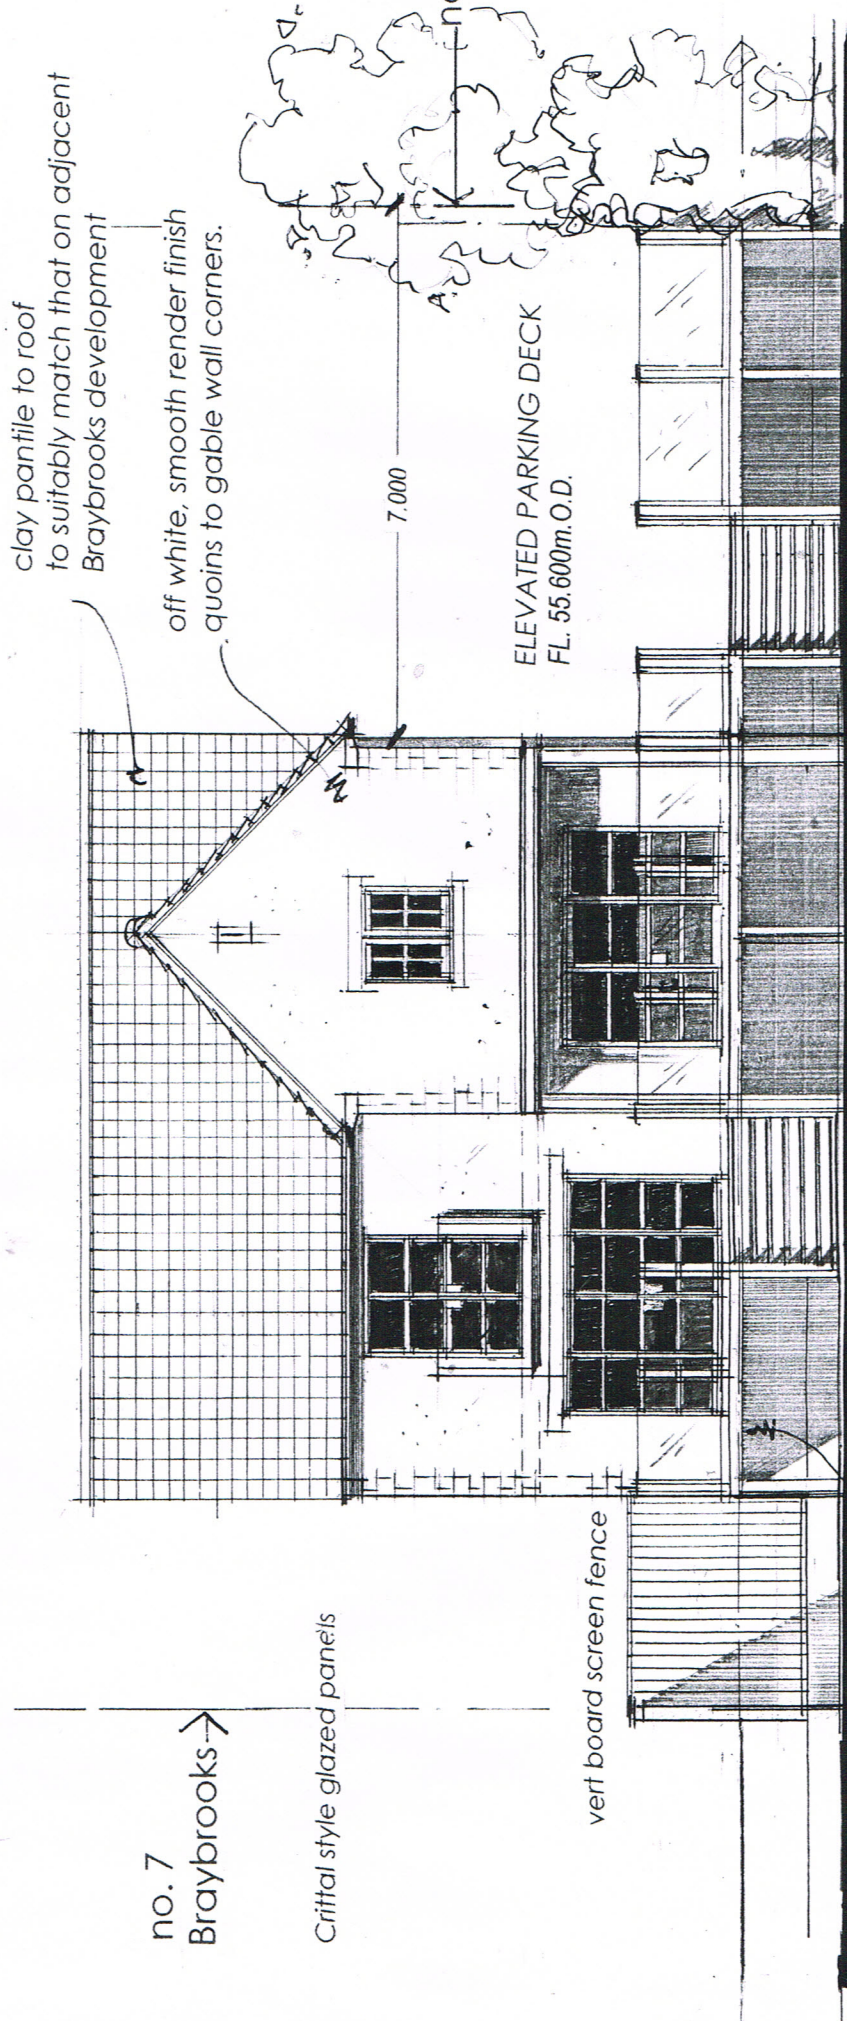 clay pantile to roof
to suitably match that on adjacent
Braybrooks development
off white, smooth render finish
quoins to gable wall corners.
7.000
ELEVATED PARKING DECK
FL. 55.600m.O.D.
no. 7
Braybrooks
Crittal style glazed panels
vert board screen fence